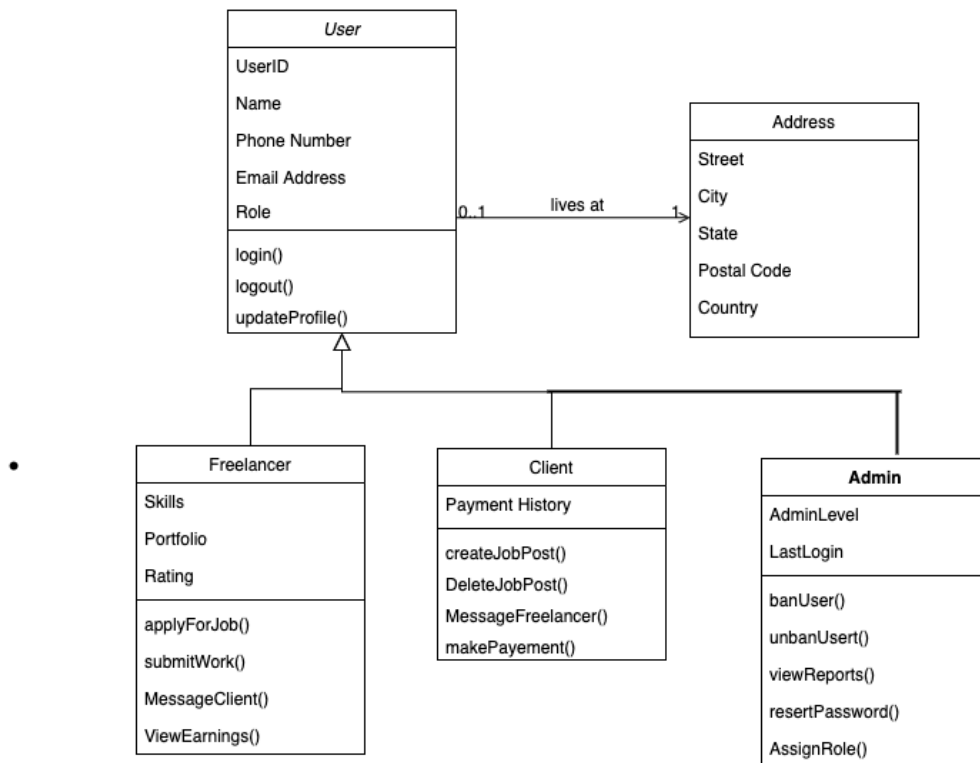 User
UserID
Name
Phone Number
Email Address
Role
login()
logout()
updateProfile()
0..1
lives at
1
Address
Street
City
State
Postal Code
Country
Freelancer
Skills
Portfolio
Rating
applyForJob()
submitWork()
MessageClient()
ViewEarnings()
Client
Payment History
createJobPost()
DeleteJobPost()
MessageFreelancer()
makePayement()
Admin
AdminLevel
LastLogin
banUser()
unbanUsert()
viewReports()
resertPassword()
AssignRole()